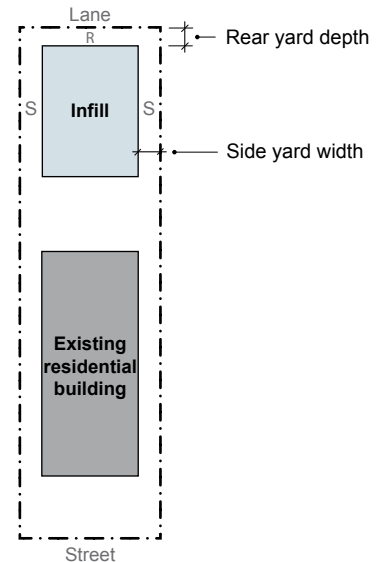 Lane
R
Rear yard depth
S
Infill
S
Side yard width
Existing
residential
building
Street